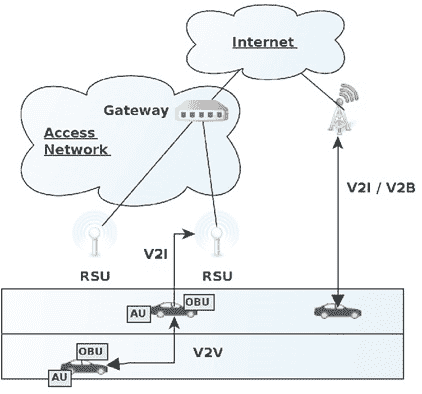 Internet
Gateway
Access
Network
V2I / V2B
V2I
RSU
RSU
OBU
AU
OBU
V2V
AU